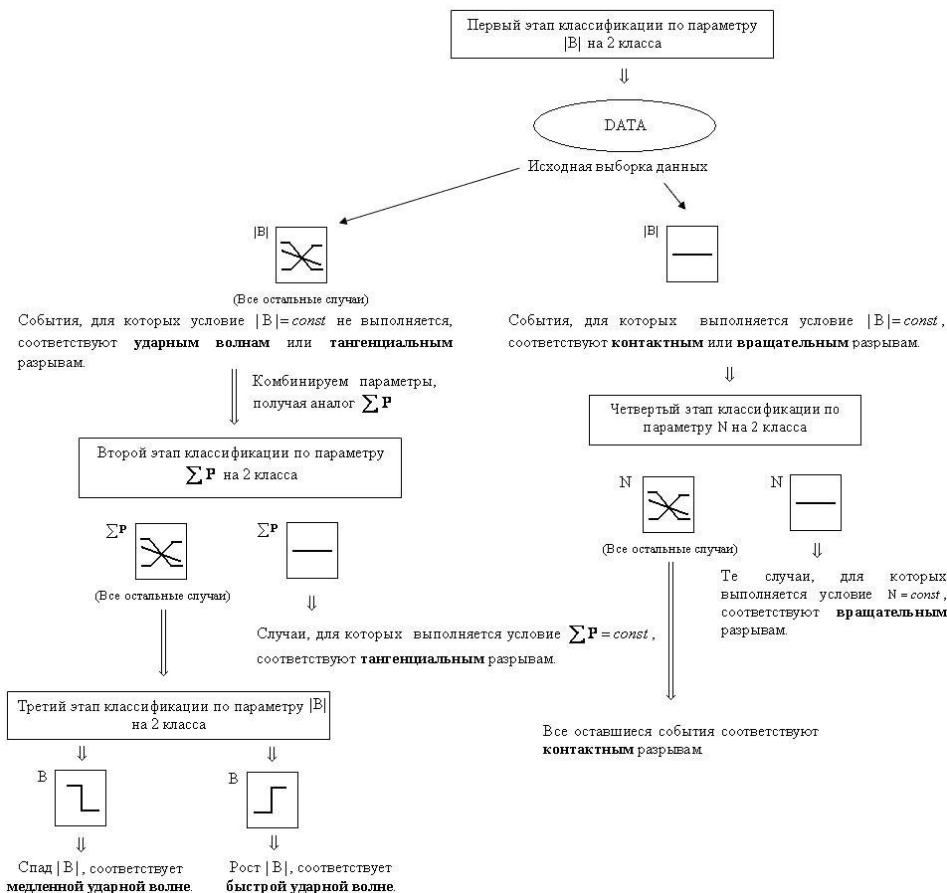 Первый этап классификации по параметру
|B| на 2 класса
⇓
DATA
Исходная выборка данных
|B|
(Все остальные случаи)
События, для которых условие |B|=const не выполняется,
соответствуют ударным волнам или тангенциальным
разрывам.
|B|
События, для которых выполняется условие |B|=const,
соответствуют контактным или вращательным разрывам.
Комбинируем параметры,
получая аналог ∑P
Второй этап классификации по параметру
∑P на 2 класса
∑P
(Все остальные случаи)
∑P
Случаи, для которых выполняется условие ∑P = const,
соответствуют тангенциальным разрывам.
Третий этап классификации по параметру |B|
на 2 класса
B
Спад |B|, соответствует
медленной ударной волне.
B
Рост |B|, соответствует
быстрой ударной волне.
Четвертый этап классификации по
параметру N на 2 класса
N
(Все остальные случаи)
N
Те случаи, для которых
выполняется условие N = const,
соответствуют вращательным
разрывам.
Все оставшиеся события соответствуют
контактным разрывам